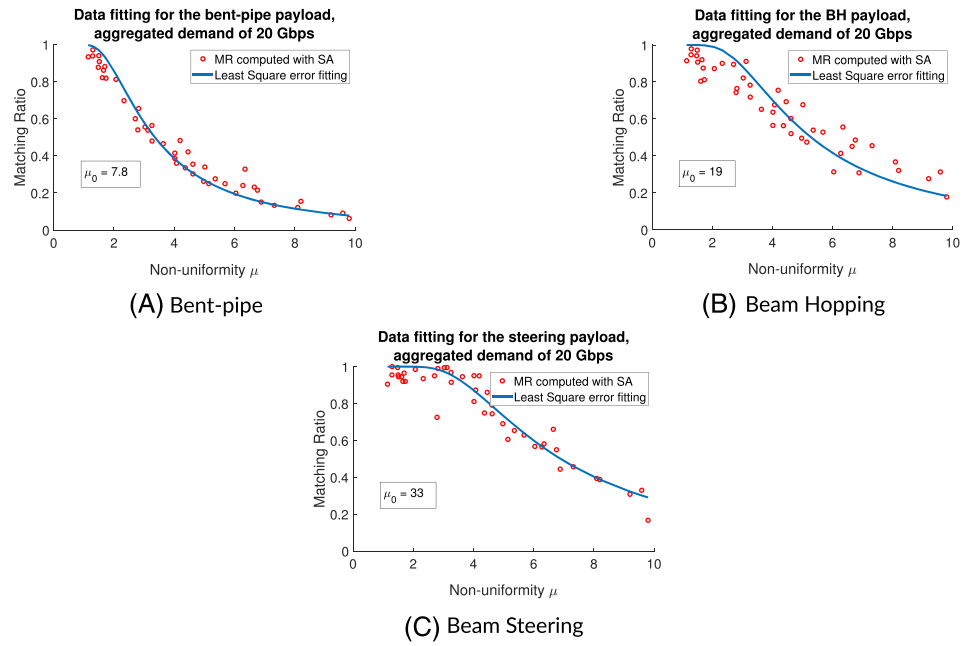 Data fitting for the bent-pipe payload,
aggregated demand of 20 Gbps
MR computed with SA
Least Square error fitting
μ0 = 7.8
Matching Ratio
1
0.8
0.6
0.4
0.2
0
0 2 4 6 8 10
Non-uniformity μ
(A) Bent-pipe
Data fitting for the BH payload,
aggregated demand of 20 Gbps
MR computed with SA
Least Square error fitting
μ0 = 19
Matching Ratio
1
0.8
0.6
0.4
0.2
0
0 2 4 6 8 10
Non-uniformity μ
(B) Beam Hopping
Data fitting for the steering payload,
aggregated demand of 20 Gbps
MR computed with SA
Least Square error fitting
μ0 = 33
Matching Ratio
1
0.8
0.6
0.4
0.2
0
0 2 4 6 8 10
Non-uniformity μ
(C) Beam Steering